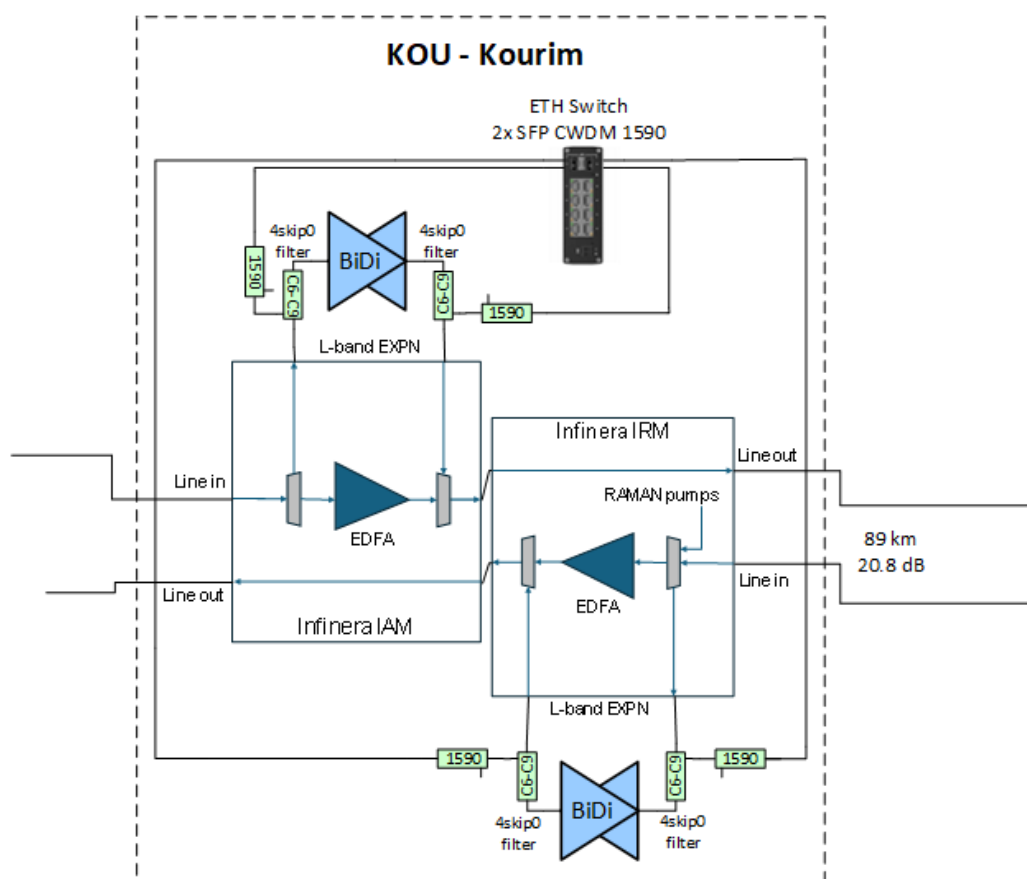 KOU - Kourim
ETH Switch
2x SFP CWDM 1590
4skip0
filter
4skip0
filter
BiDi
1590
C6-C9
C6-C9
1590
L-band EXPN
Infinera IRM
Line in
Line out
RAMAN pumps
EDFA
89 km
20.8 dB
EDFA
Line in
Line out
Infinera IAM
L-band EXPN
1590
C6-C9
C6-C9
1590
BiDi
4skip0
filter
4skip0
filter